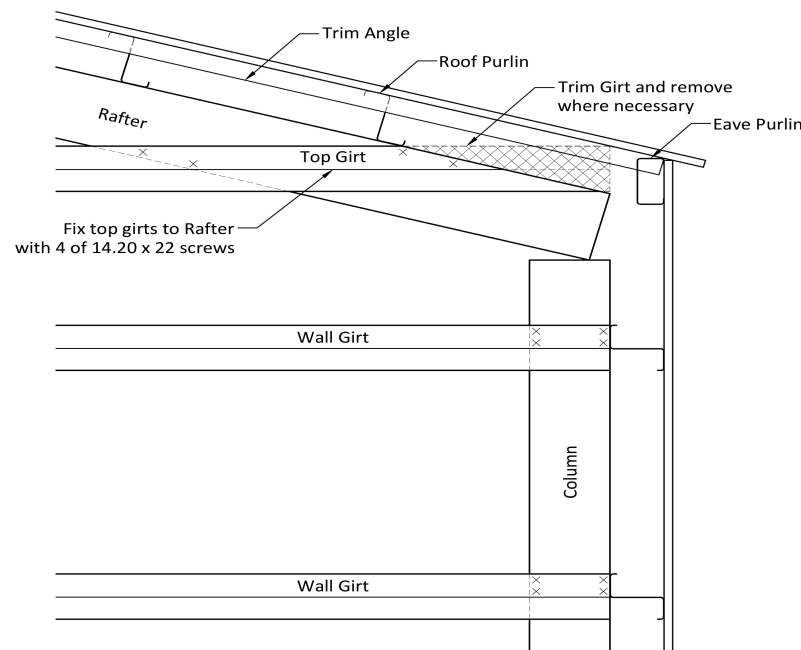 Trim Angle
Roof Purlin
Trim Girt and remove
where necessary
Eave Purlin
Rafter
Top Girt
Fix top girts to Rafter
with 4 of 14.20 x 22 screws
Wall Girt
Column
Wall Girt